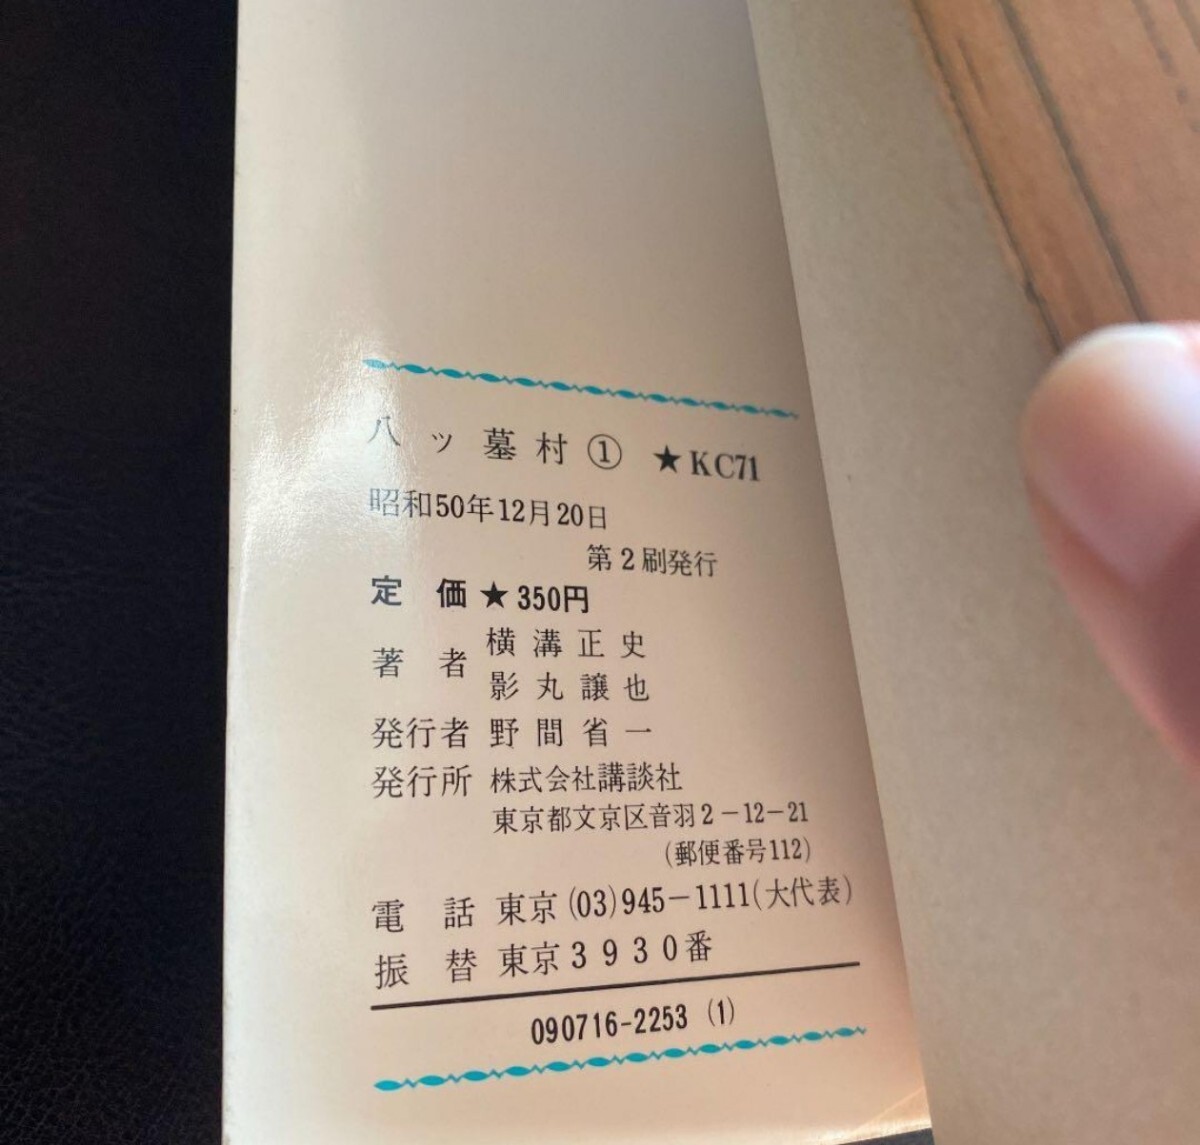 八ッ墓村① ★KC71
昭和50年12月20日
第2刷発行
定 価 ★350円
著 者 横溝正史
影丸譲也
発行者 野間省一
発行所 株式会社講談社
東京都文京区音羽2-12-21
(郵便番号112)
電 話 東京(03)945-1111(大代表)
振 替 東京3930番
090716-2253 (1)